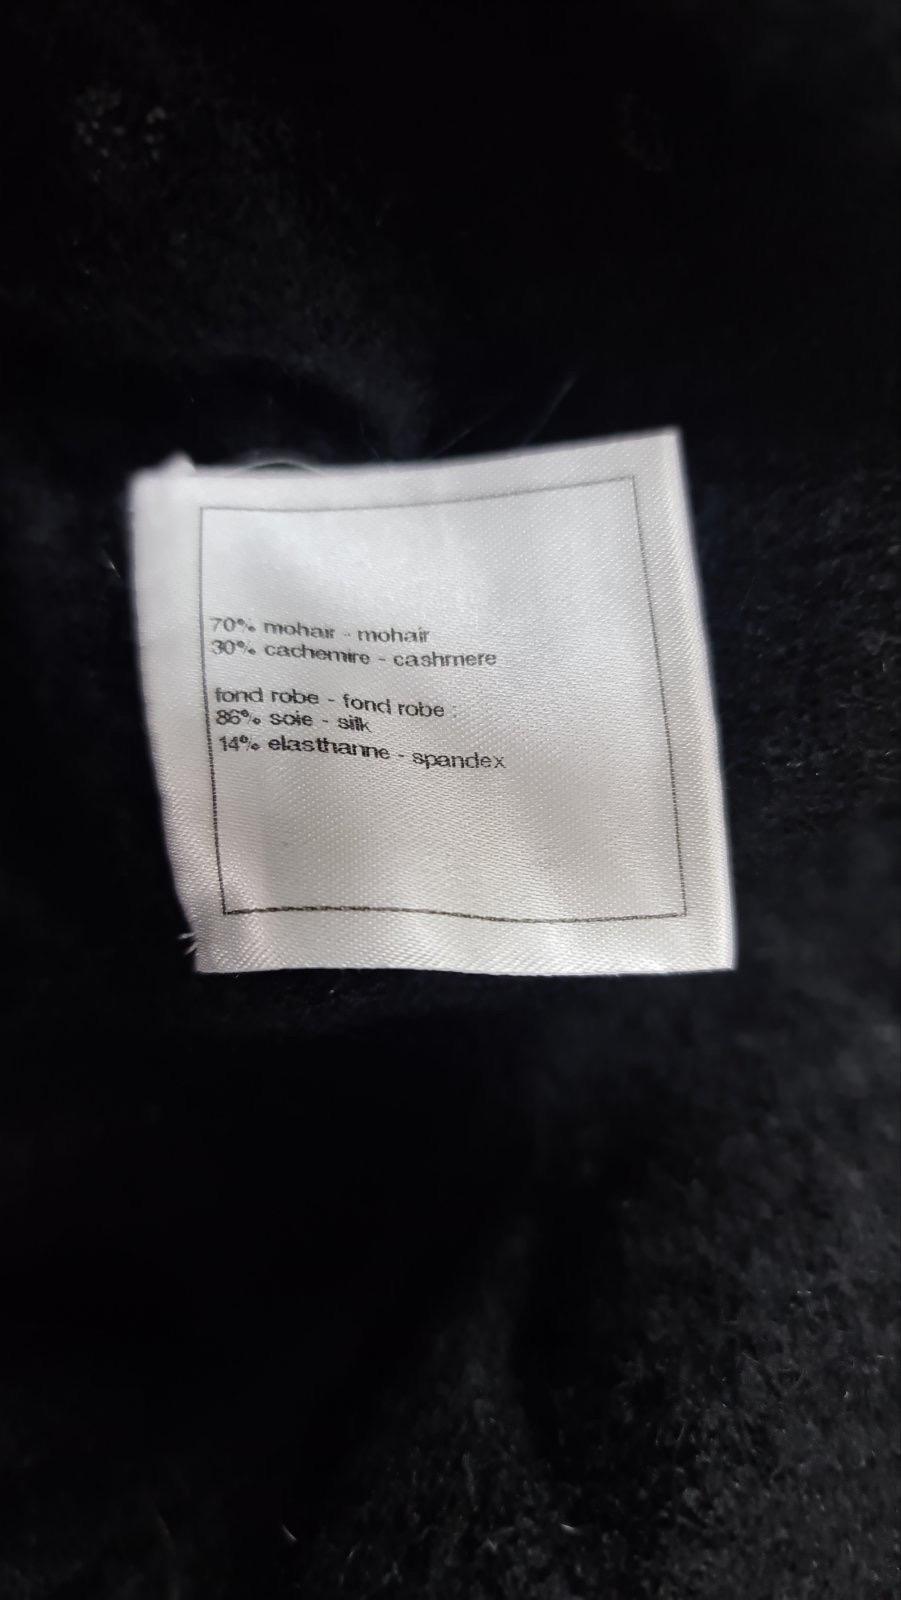 70% mohair - mohair
30% cachemire - cashmere
fond robe - fond robe :
86% soie - silk
14% elasthanne - spandex